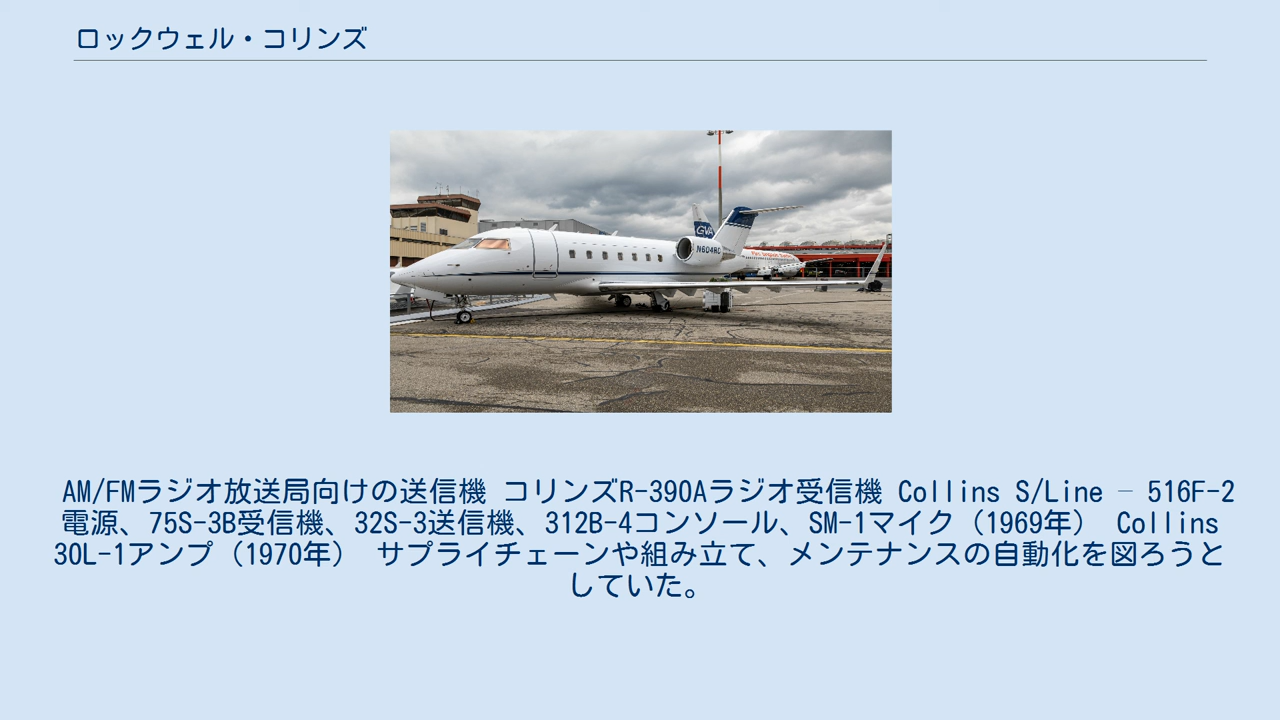 ロックウェル・コリンズ
GVA
N604RC
AM/FMラジオ放送局向けの送信機 コリンズR-390Aラジオ受信機 Collins S/Line – 516F-2
電源、75S-3B受信機、32S-3送信機、312B-4コンソール、SM-1マイク（1969年） Collins
30L-1アンプ（1970年） サプライチェーンや組み立て、メンテナンスの自動化を図ろうと
していた。